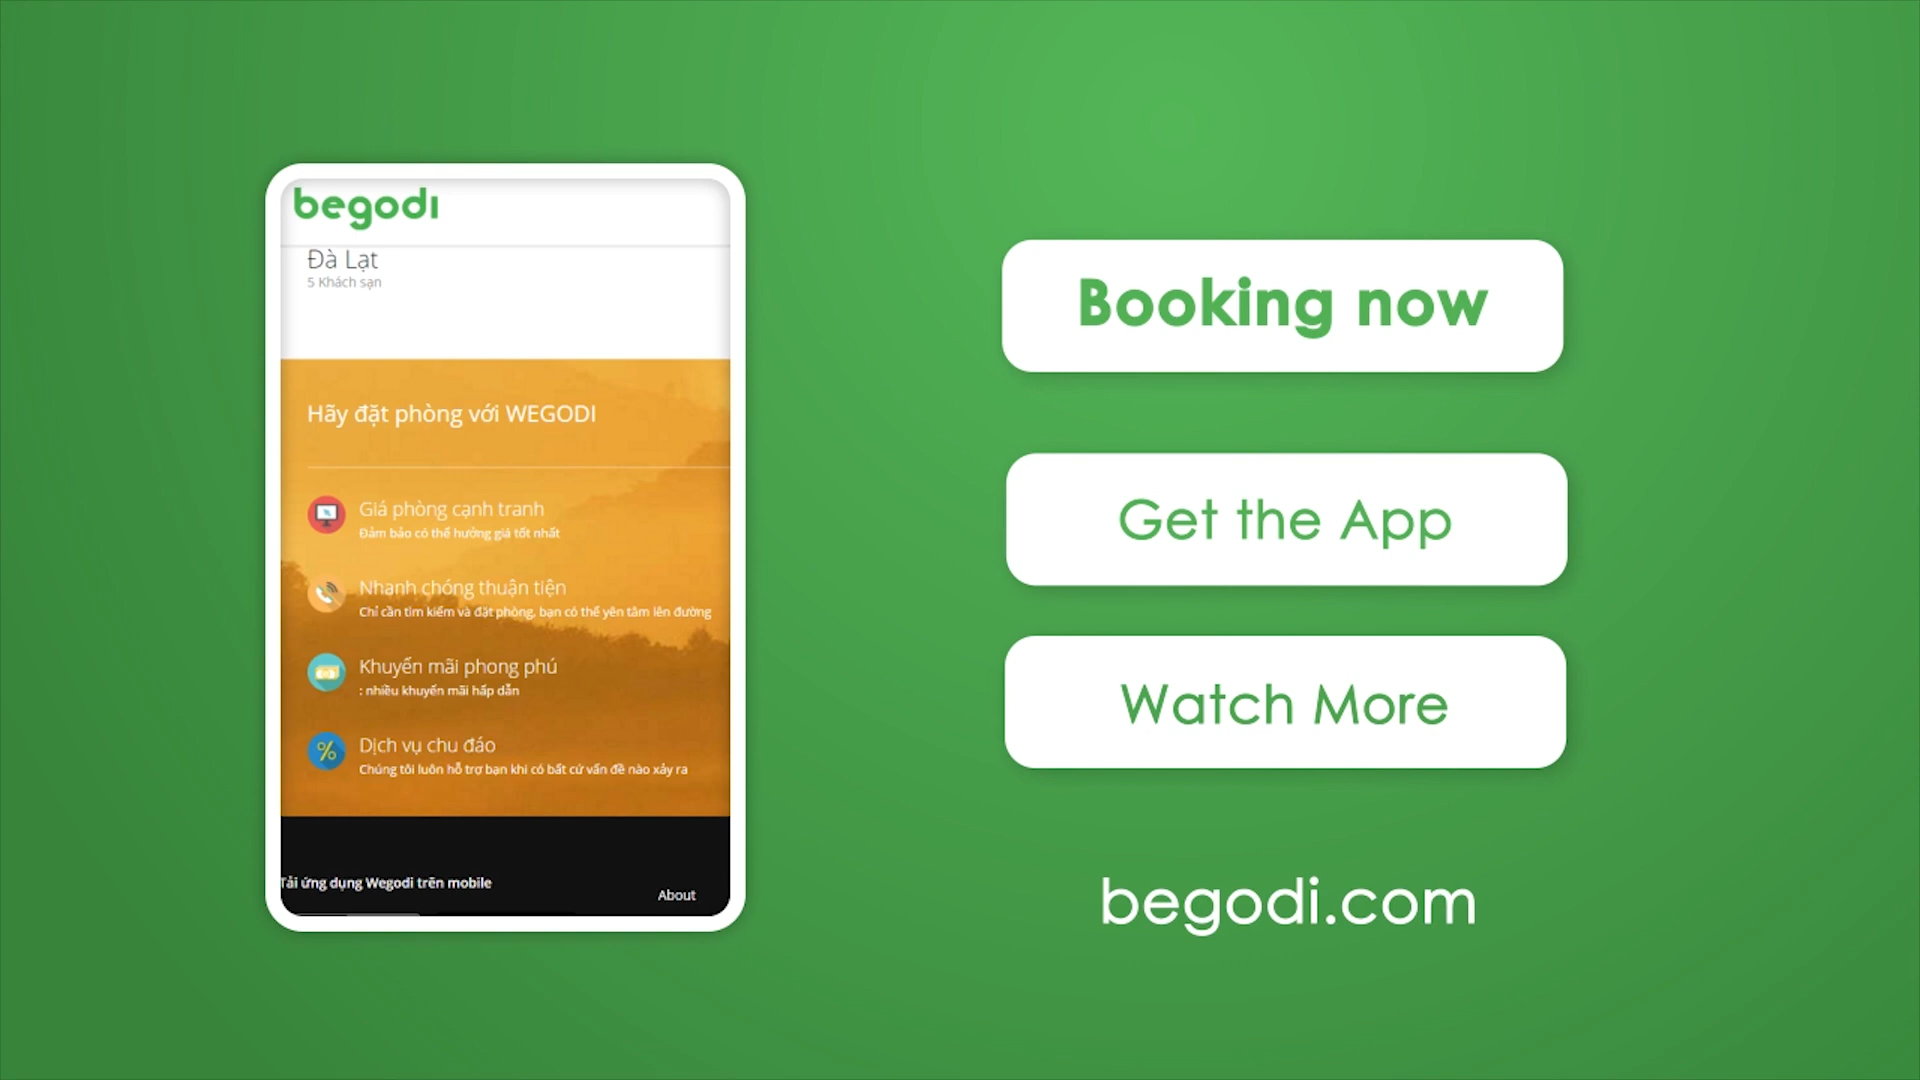 begodi
Đà Lạt
5 Khách sạn
Hãy đặt phòng với WEGODI
Giá phòng cạnh tranh
Đảm bảo có thể hưởng giá tốt nhất
Nhanh chóng thuận tiện
Chỉ cần tìm kiếm và đặt phòng, bạn có thể yên tâm lên đường
Khuyến mãi phong phú
: nhiều khuyến mãi hấp dẫn
%
Dịch vụ chu đáo
Chúng tôi luôn hỗ trợ bạn khi có bất cứ vấn đề nào xảy ra
Tải ứng dụng Wegodi trên mobile
About
Booking now
Get the App
Watch More
begodi.com